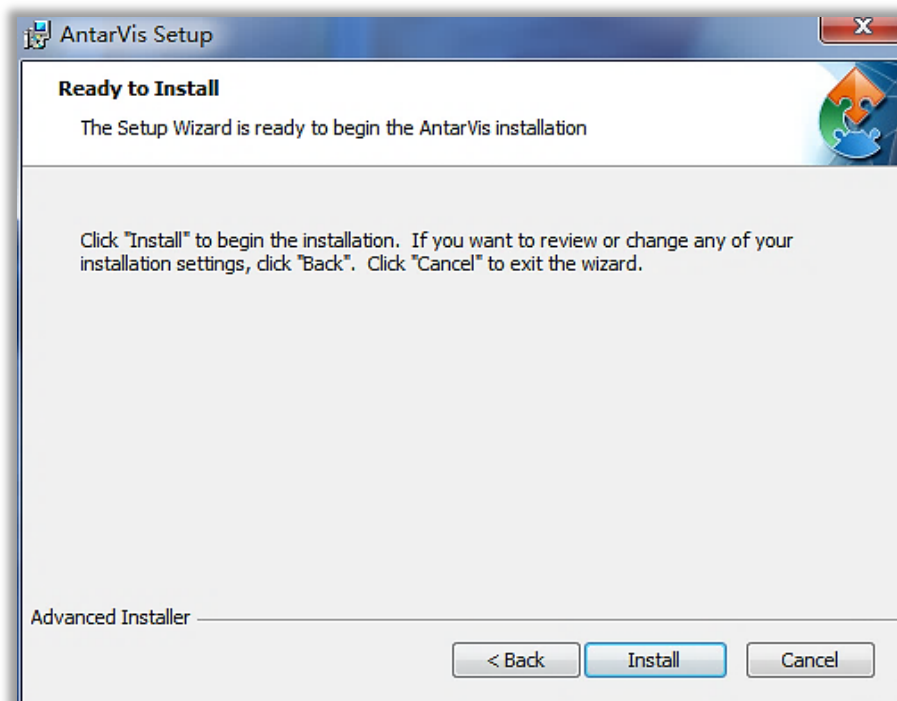 AntarVis Setup
Ready to Install
The Setup Wizard is ready to begin the AntarVis installation
Click "Install" to begin the installation.  If you want to review or change any of your
installation settings, click "Back".  Click "Cancel" to exit the wizard.
Advanced Installer
< Back
Install
Cancel